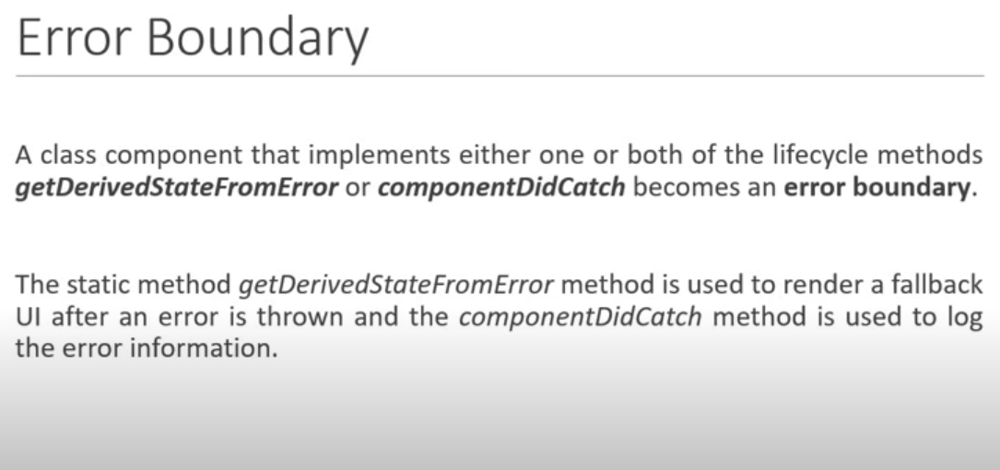 Error Boundary
A class component that implements either one or both of the lifecycle methods
getDerivedStateFromError or componentDidCatch becomes an error boundary.
The static method getDerivedStateFromError method is used to render a fallback
UI after an error is thrown and the componentDidCatch method is used to log
the error information.